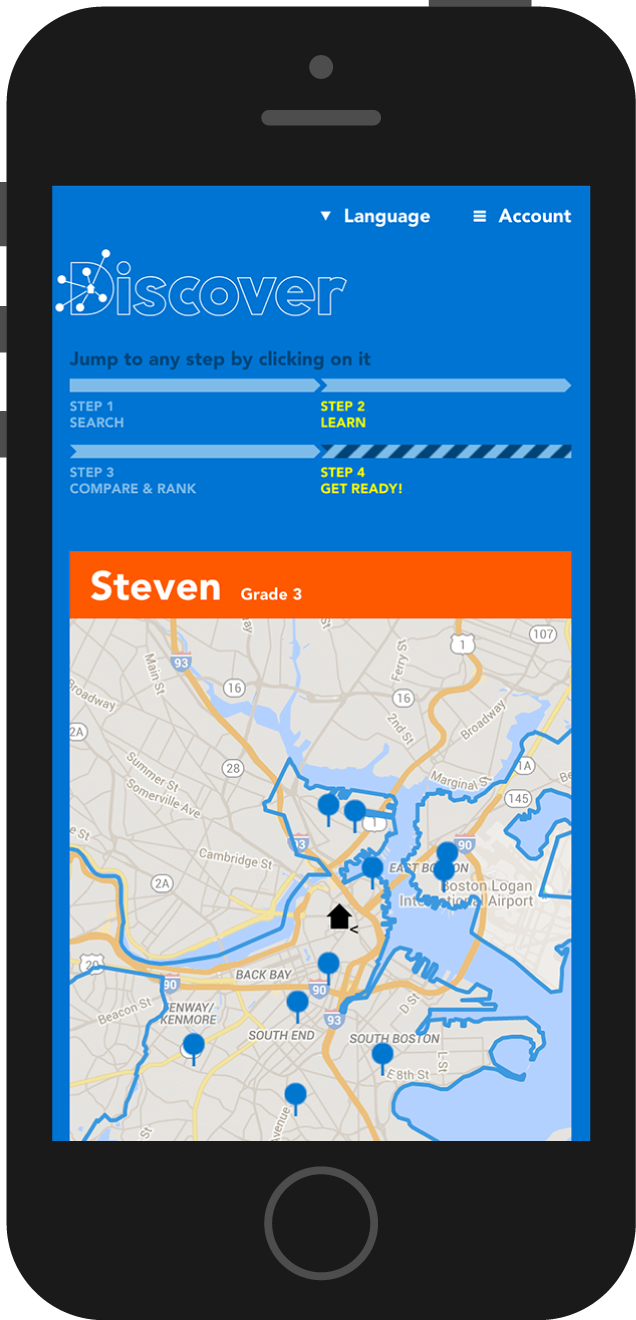 ▼ Language ≡ Account
Discover
Jump to any step by clicking on it
STEP 1
SEARCH
STEP 2
LEARN
STEP 3
COMPARE & RANK
STEP 4
GET READY!
Steven Grade 3
107
1
93
Main St
Ferry St
16
16
Broadway
2nd St
Broadway
2A
28
Marginal St
1A
Summer St
Somerville Ave
145
1
93
90
Cambridge St
EAST BOSTON
2A
Boston Logan
International Airport
<
20
BACK BAY
90
90
Beacon St
ENWAY/
KENMORE
93
D St
SOUTH END
SOUTH BOSTON
L St
E 8th St
Avenue
St